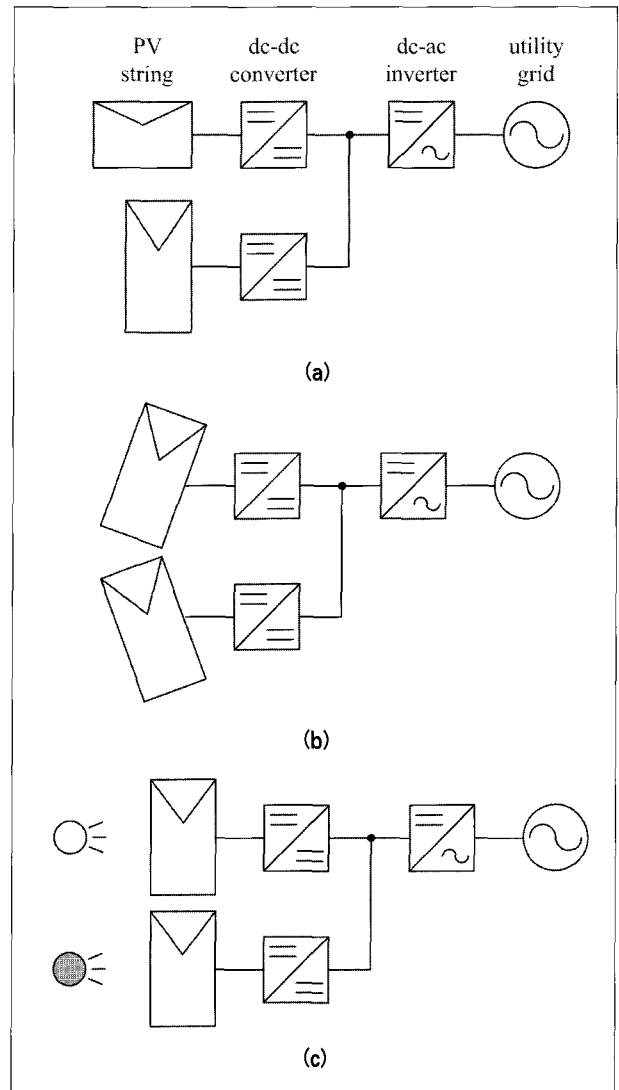 PV string
dc-dc converter
dc-ac inverter
utility grid
(a)
(b)
(c)